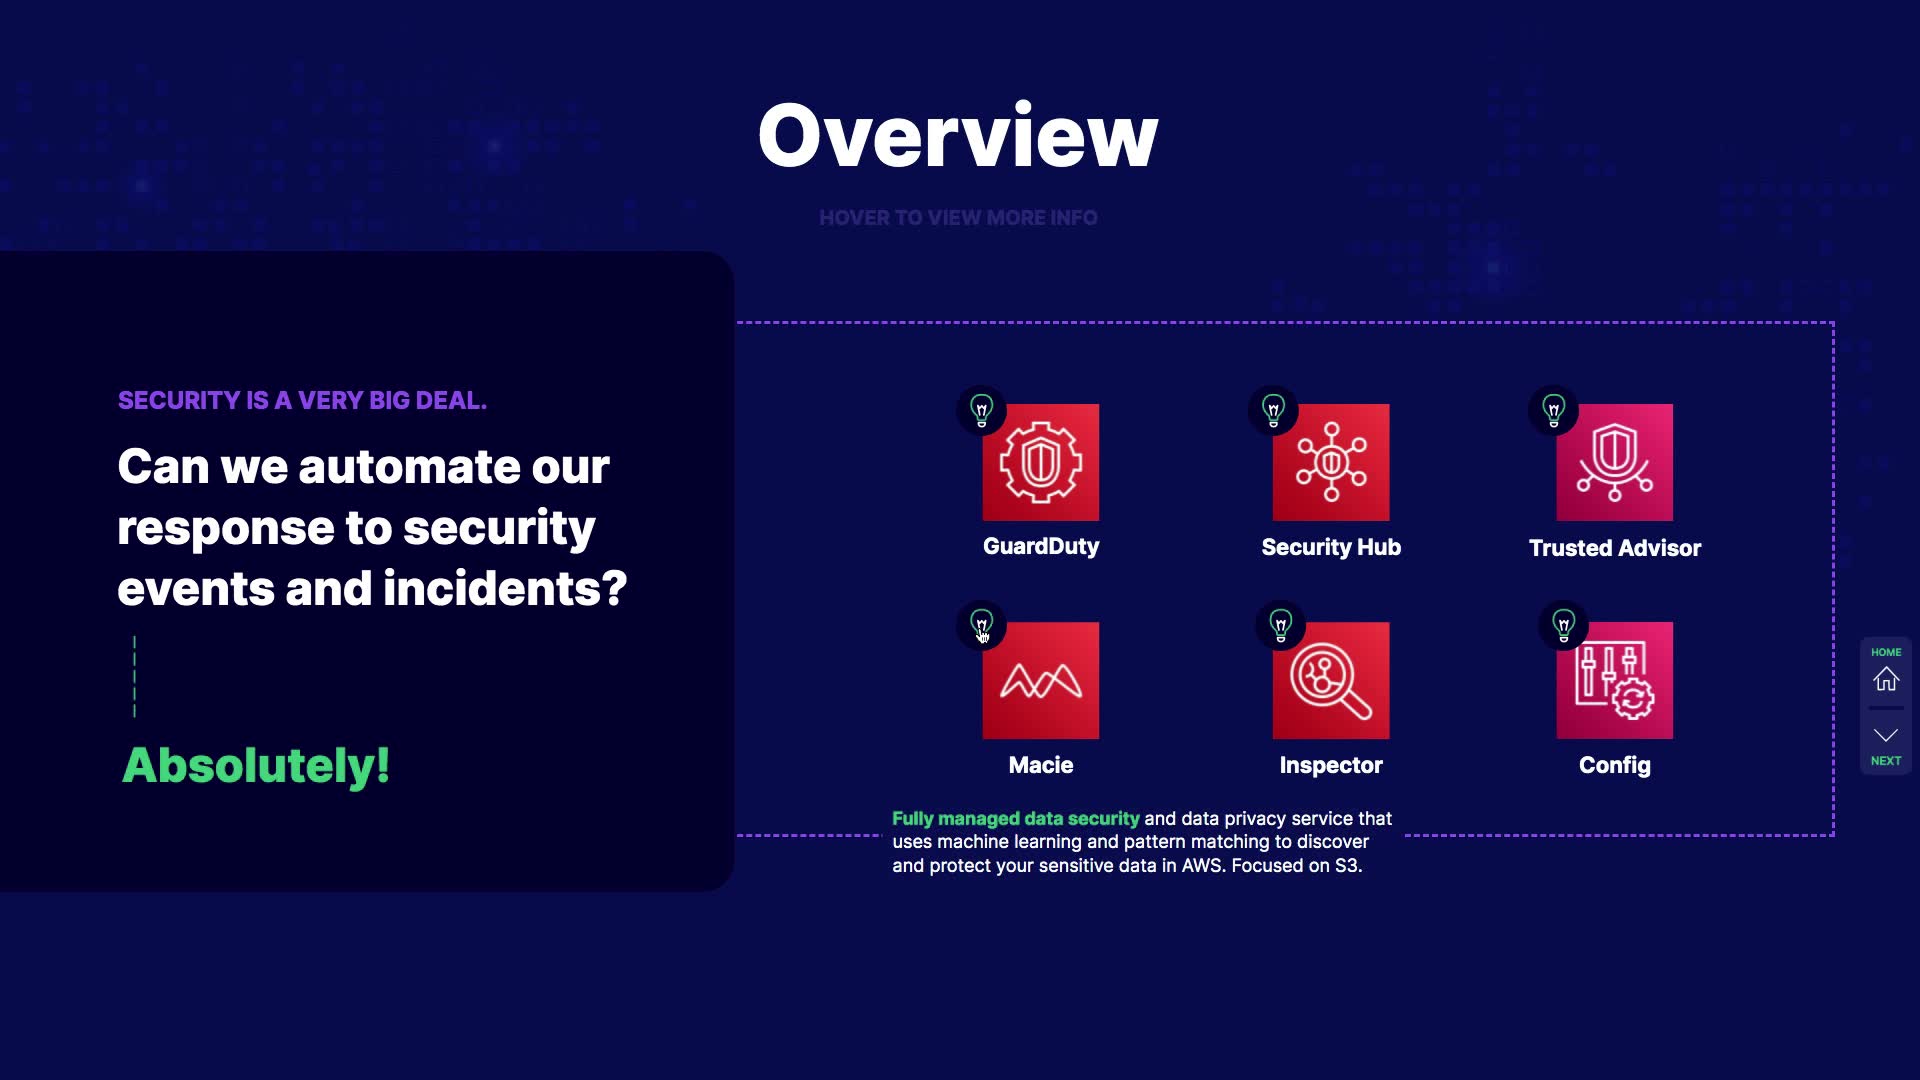 Overview
HOVER TO VIEW MORE INFO
SECURITY IS A VERY BIG DEAL.
Can we automate our
response to security
events and incidents?
Absolutely!
GuardDuty
Security Hub
Trusted Advisor
Macie
Inspector
Config
Fully managed data security and data privacy service that
uses machine learning and pattern matching to discover
and protect your sensitive data in AWS. Focused on S3.
HOME
NEXT